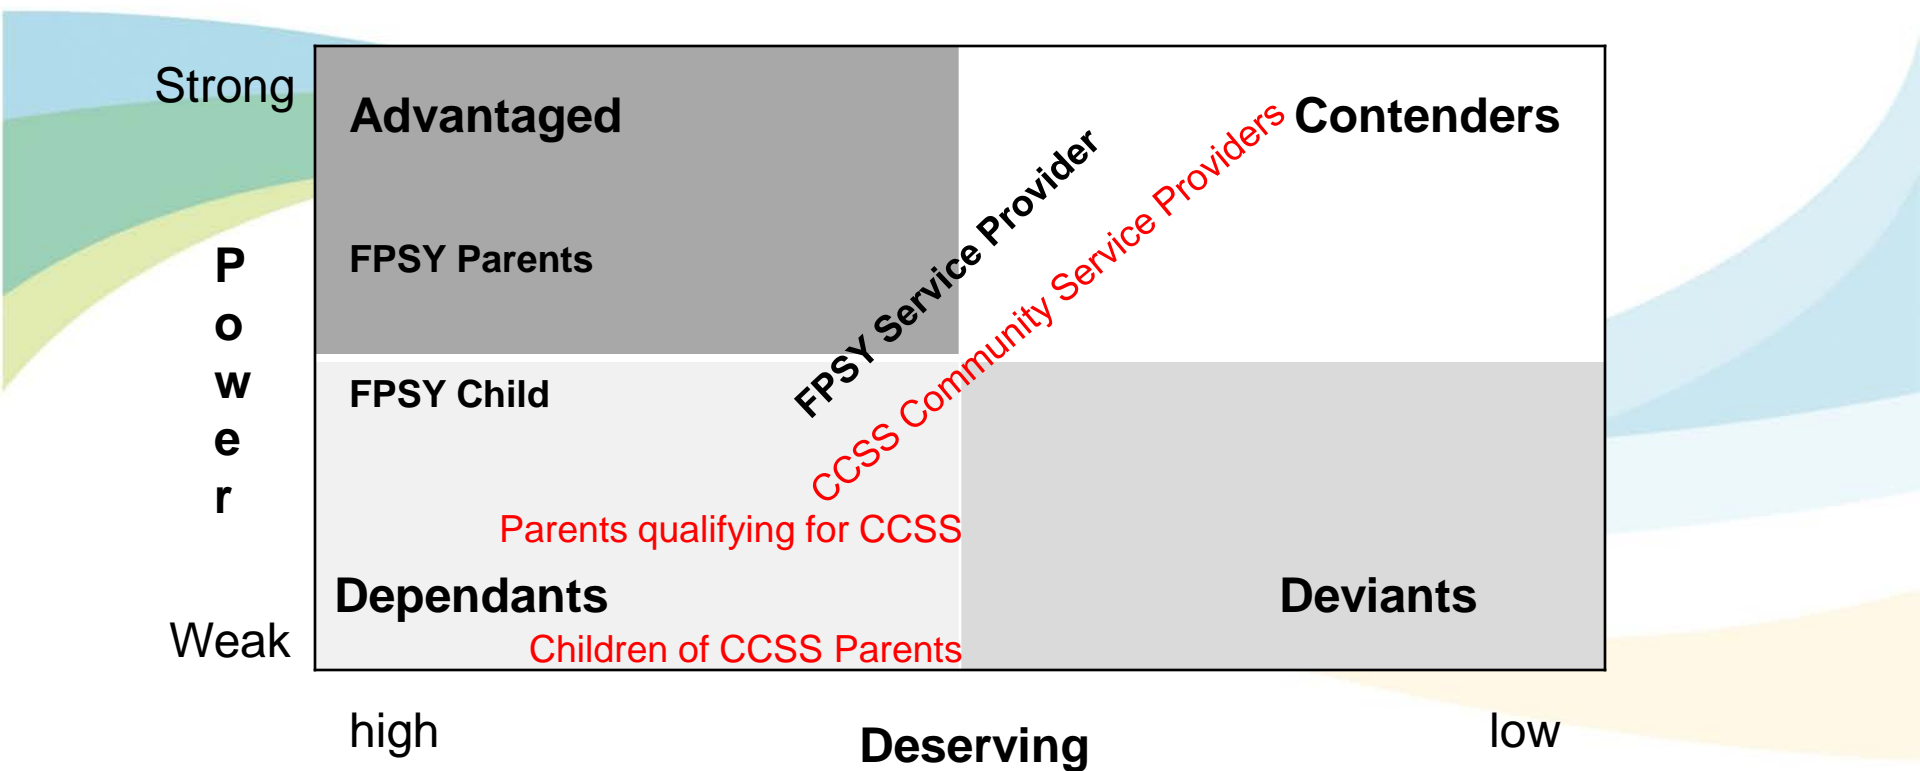 Strong
Advantaged
Contenders
FPSY Service Provider
CCSS Community Service Providers
Power
FPSY Parents
FPSY Child
Parents qualifying for CCSS
Dependants
Deviants
Weak
Children of CCSS Parents
high
Deserving
low